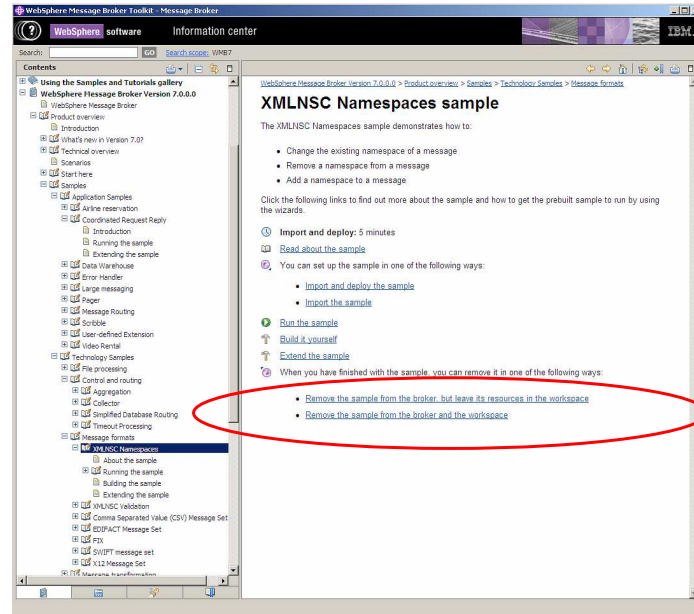 WebSphere Message Broker Toolkit - Message Broker
WebSphere. software Information center
IBM.
Search: GO Search scope: WMB7
Contents
Using the Samples and Tutorials gallery
WebSphere Message Broker Version 7.0.0.0
WebSphere Message Broker
Product overview
Introduction
What's new in Version 7.0?
Technical overview
Scenarios
Start here
Samples
Application Samples
Airline reservation
Coordinated Request Reply
Introduction
Running the sample
Extending the sample
Data Warehouse
Error Handler
Large messaging
Pager
Message Routing
Scribble
User-defined Extension
Video Rental
Technology Samples
File processing
Control and routing
Aggregation
Collector
Simplified Database Routing
Timeout Processing
Message formats
XMLNSC Namespaces
About the sample
Running the sample
Building the sample
Extending the sample
XMLNSC Validation
Comma Separated Value (CSV) Message Set
EDIFACT Message Set
FIX
SWIFT message set
X12 Message Set
Message transformation
WebSphere Message Broker Version 7.0.0.0 > Product overview > Samples > Technology Samples > Message formats
XMLNSC Namespaces sample
The XMLNSC Namespaces sample demonstrates how to:
• Change the existing namespace of a message
• Remove a namespace from a message
• Add a namespace to a message
Click the following links to find out more about the sample and how to get the prebuilt sample to run by using
the wizards.
Import and deploy: 5 minutes
Read about the sample
You can set up the sample in one of the following ways:
• Import and deploy the sample
• Import the sample
Run the sample
Build it yourself
Extend the sample
When you have finished with the sample, you can remove it in one of the following ways:
• Remove the sample from the broker, but leave its resources in the workspace
• Remove the sample from the broker and the workspace